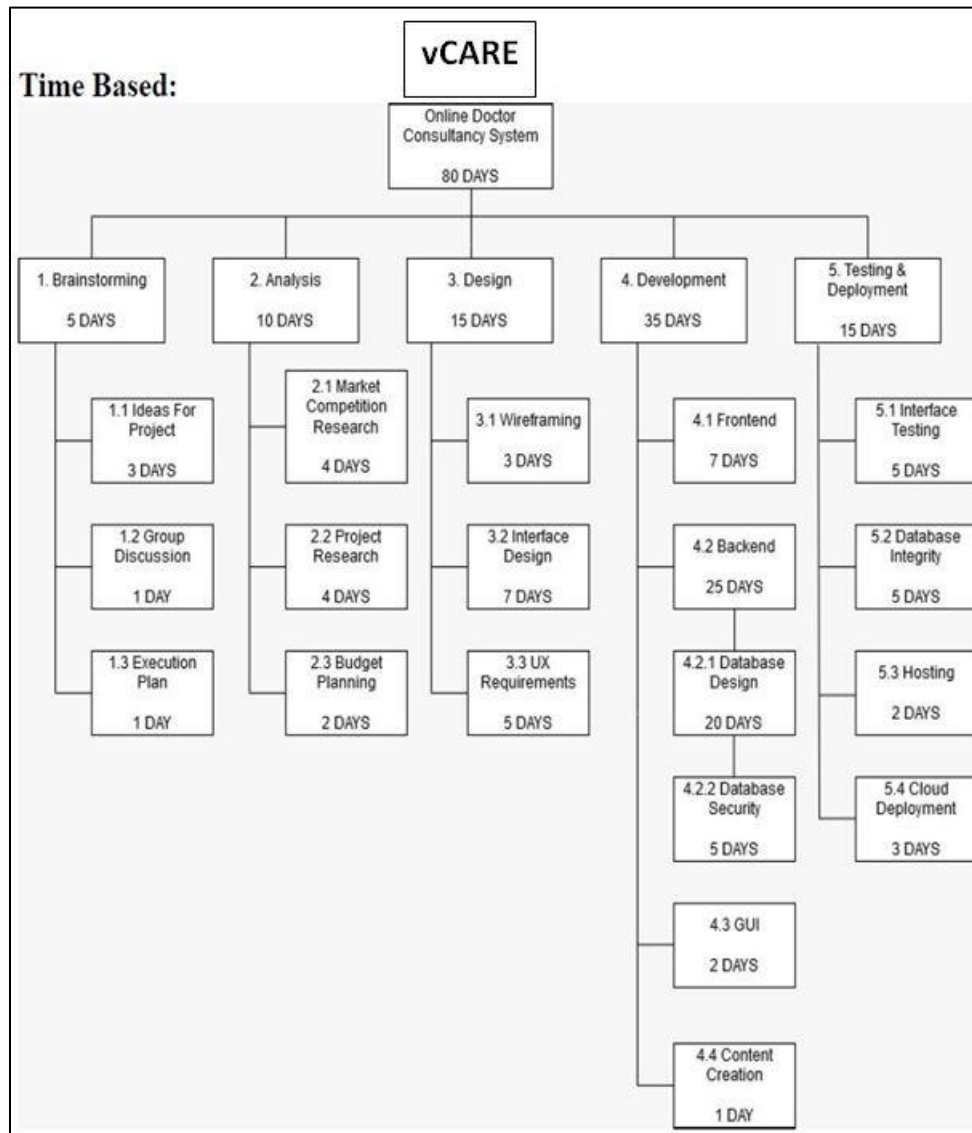 vCARE
Time Based:
Online Doctor
Consultancy System
80 DAYS
1. Brainstorming
5 DAYS
2. Analysis
10 DAYS
3. Design
15 DAYS
4. Development
35 DAYS
5. Testing &
Deployment
15 DAYS
1.1 Ideas For
Project
3 DAYS
1.2 Group
Discussion
1 DAY
1.3 Execution
Plan
1 DAY
2.1 Market
Competition
Research
4 DAYS
2.2 Project
Research
4 DAYS
2.3 Budget
Planning
2 DAYS
3.1 Wireframing
3 DAYS
3.2 Interface
Design
7 DAYS
3.3 UX
Requirements
5 DAYS
4.1 Frontend
7 DAYS
4.2 Backend
25 DAYS
4.2.1 Database
Design
20 DAYS
4.2.2 Database
Security
5 DAYS
4.3 GUI
2 DAYS
4.4 Content
Creation
1 DAY
5.1 Interface
Testing
5 DAYS
5.2 Database
Integrity
5 DAYS
5.3 Hosting
2 DAYS
5.4 Cloud
Deployment
3 DAYS